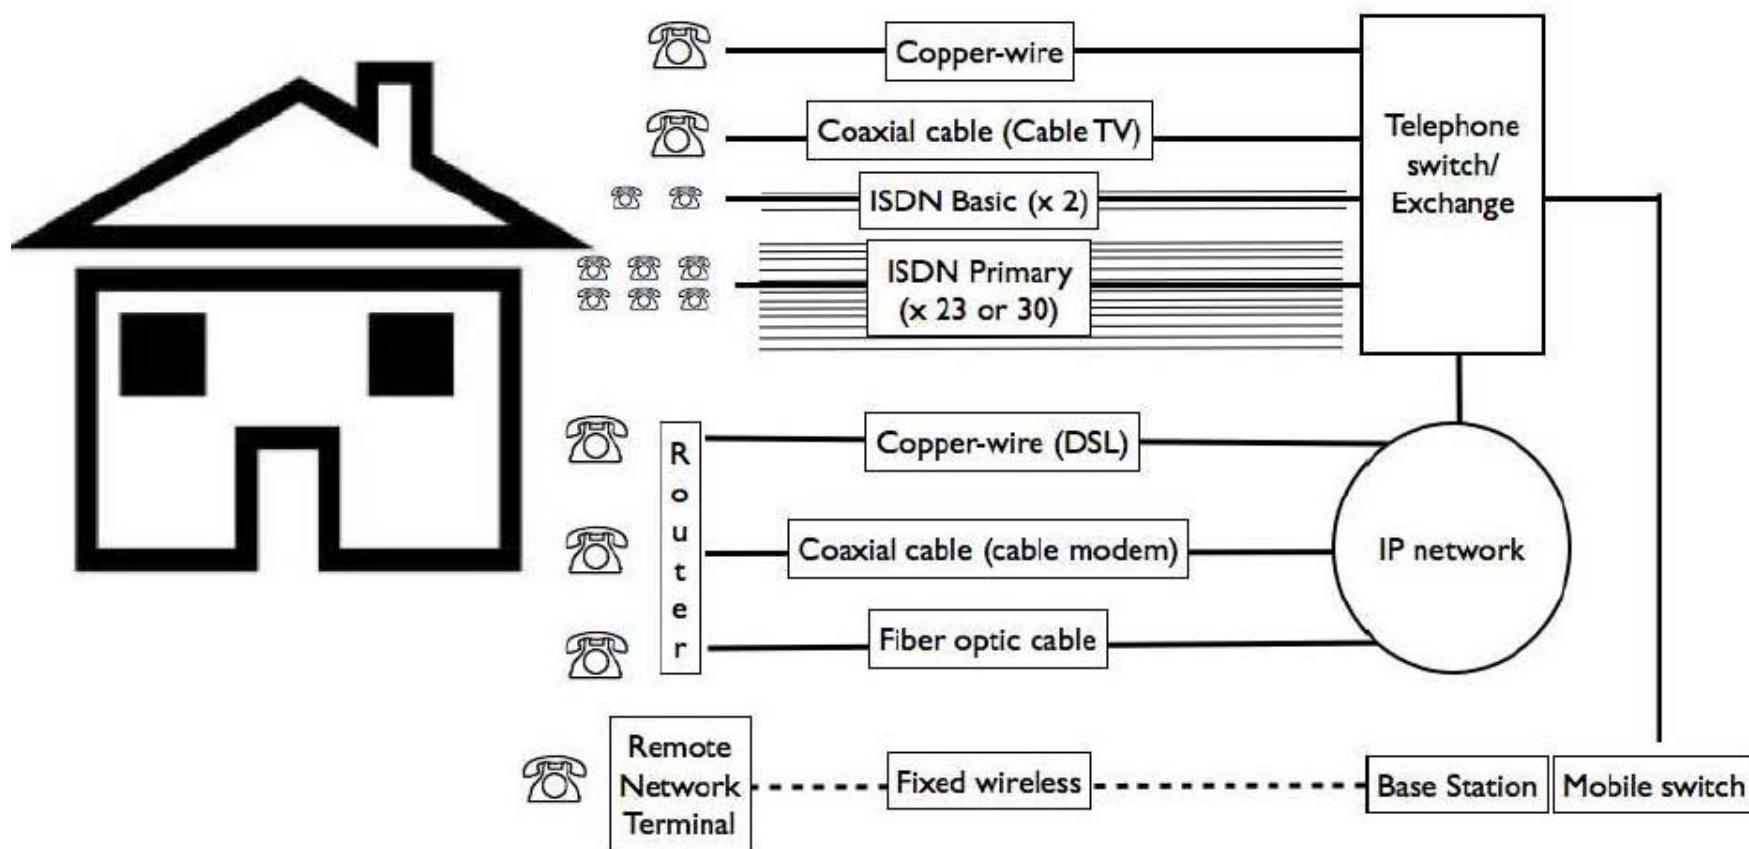 Copper-wire
Coaxial cable (Cable TV)
ISDN Basic (x 2)
ISDN Primary
(x 23 or 30)
Telephone
switch/
Exchange
Router
Copper-wire (DSL)
Coaxial cable (cable modem)
Fiber optic cable
IP network
Remote
Network
Terminal
Fixed wireless
Base Station
Mobile switch